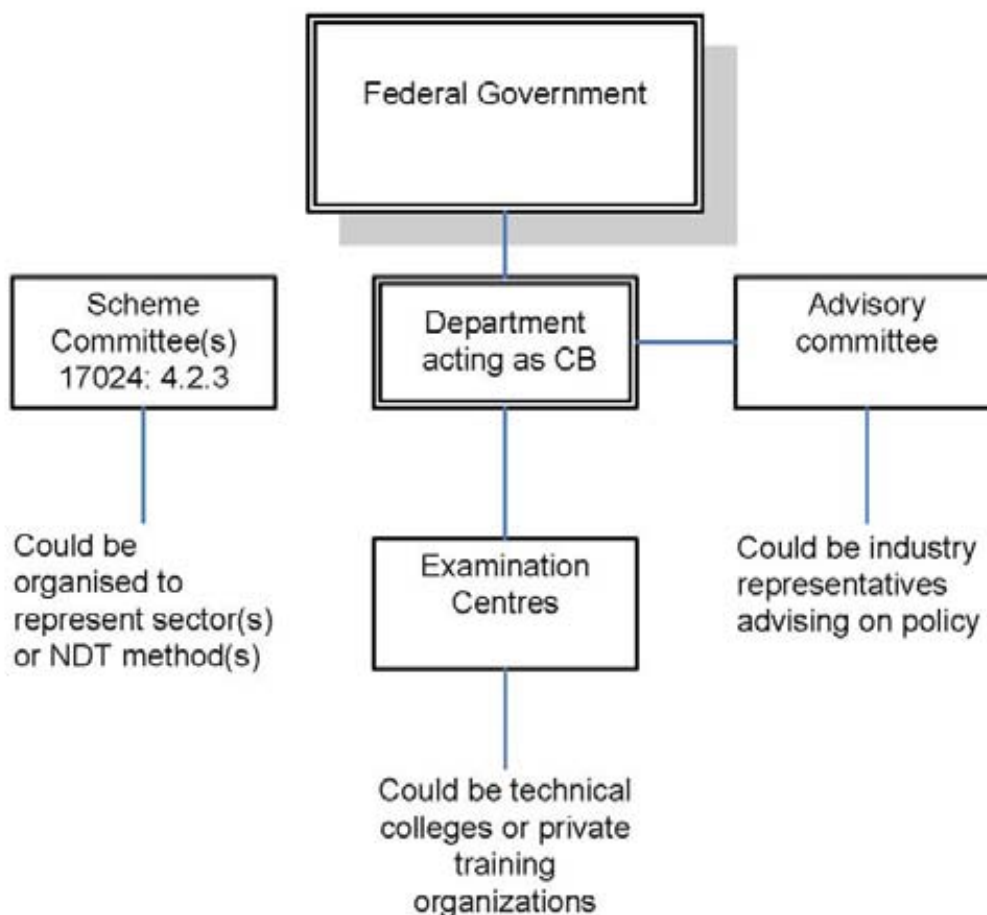 Federal Government
Scheme
Committee(s)
17024: 4.2.3
Department
acting as CB
Advisory
committee
Could be
organised to
represent sector(s)
or NDT method(s)
Examination
Centres
Could be industry
representatives
advising on policy
Could be technical
colleges or private
training
organizations